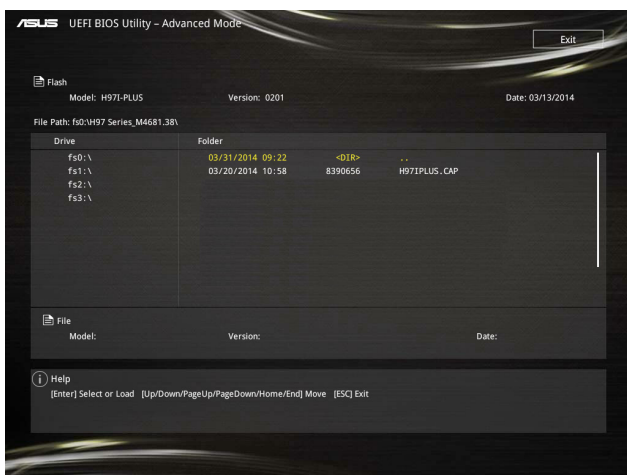 ASUS UEFI BIOS Utility – Advanced Mode
Exit
Flash
Model: H97I-PLUS Version: 0201 Date: 03/13/2014
File Path: fs0:\H97 Series_M4681.38\
Drive Folder
fs0:\ 03/31/2014 09:22 <DIR> ..
fs1:\ 03/20/2014 10:58 8390656 H97IPLUS.CAP
fs2:\
fs3:\
File
Model: Version: Date:
i Help
[Enter] Select or Load [Up/Down/PageUp/PageDown/Home/End] Move [ESC] Exit